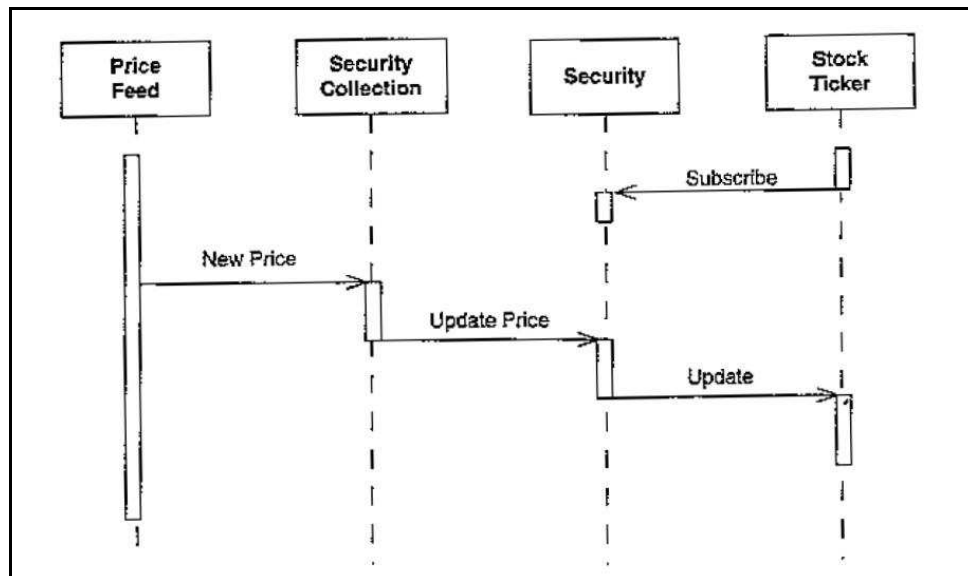 Price
Feed
Security
Collection
Security
Stock
Ticker
Subscribe
New Price
Update Price
Update